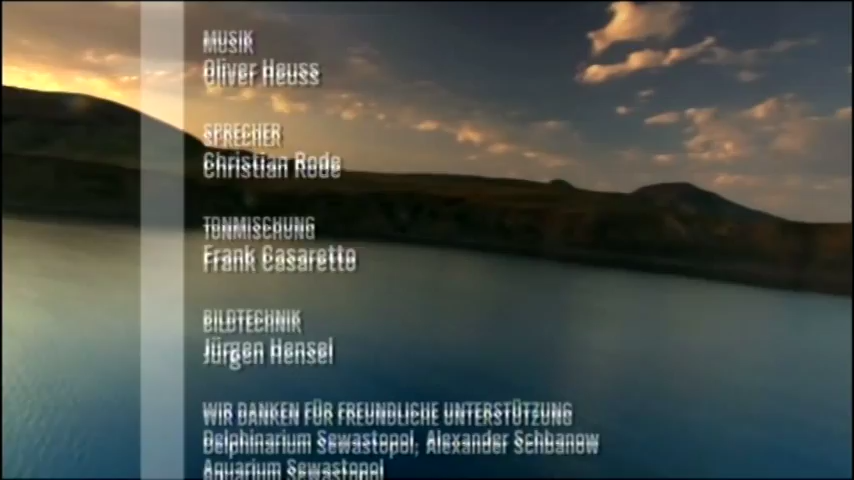 MUSIK
Oliver Heuss
SPRECHER
Christian Rode
TONMISCHUNG
Frank Casaretto
BILDTECHNIK
Jürgen Hensel
WIR DANKEN FÜR FREUNDLICHE UNTERSTÜTZUNG
Delphinarium Sewastopol, Alexander Schbanow
Aquarium Sewastopol